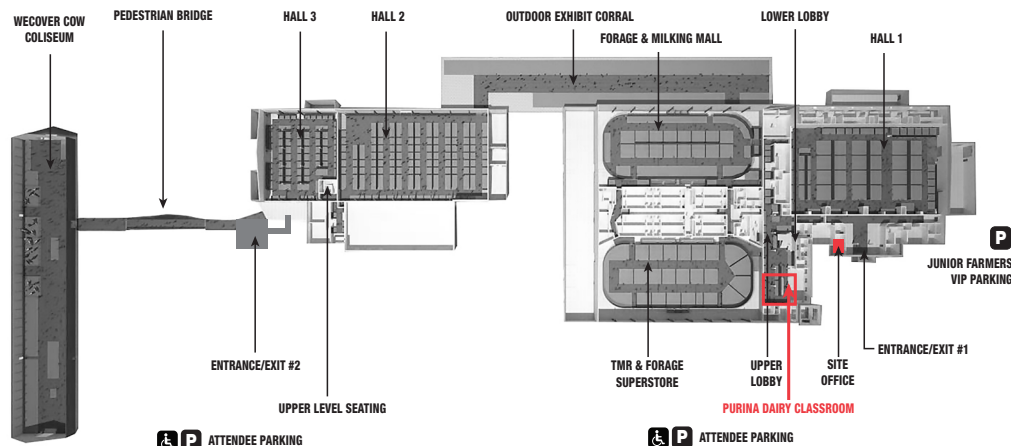 WECOVER COW
COLISEUM
PEDESTRIAN BRIDGE
HALL 3
HALL 2
OUTDOOR EXHIBIT CORRAL
FORAGE & MILKING MALL
LOWER LOBBY
HALL 1
P
JUNIOR FARMERS
VIP PARKING
ENTRANCE/EXIT #2
UPPER LEVEL SEATING
TMR & FORAGE
SUPERSTORE
UPPER
LOBBY
SITE
OFFICE
ENTRANCE/EXIT #1
PURINA DAIRY CLASSROOM
P ATTENDEE PARKING
P ATTENDEE PARKING